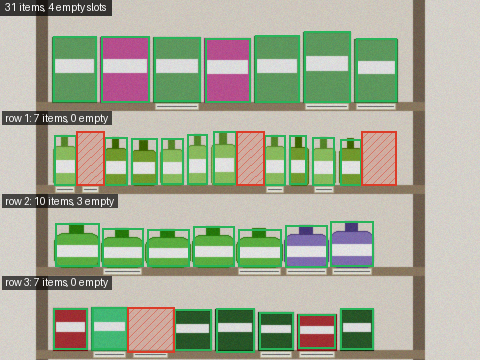 31 items, 4 empty slots
row 1: 7 items, 0 empty
row 2: 10 items, 3 empty
row 3: 7 items, 0 empty